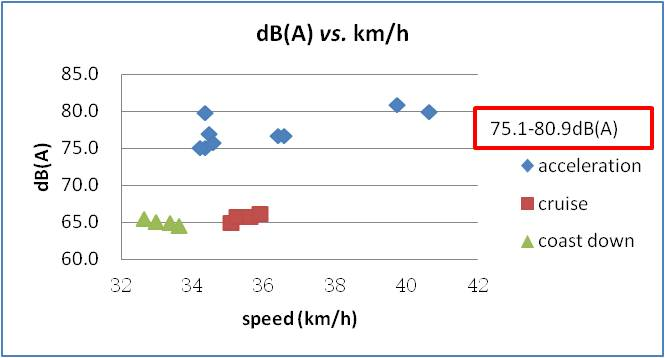 dB(A) vs. km/h
85.0
80.0
75.0
70.0
65.0
60.0
dB(A)
32 34 36 38 40 42
speed (km/h)
75.1-80.9dB(A)
acceleration
cruise
coast down